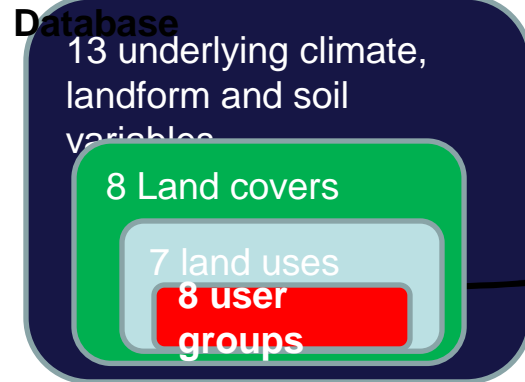 Database
13 underlying climate,
landform and soil
variables
8 Land covers
7 land uses
8 user
groups